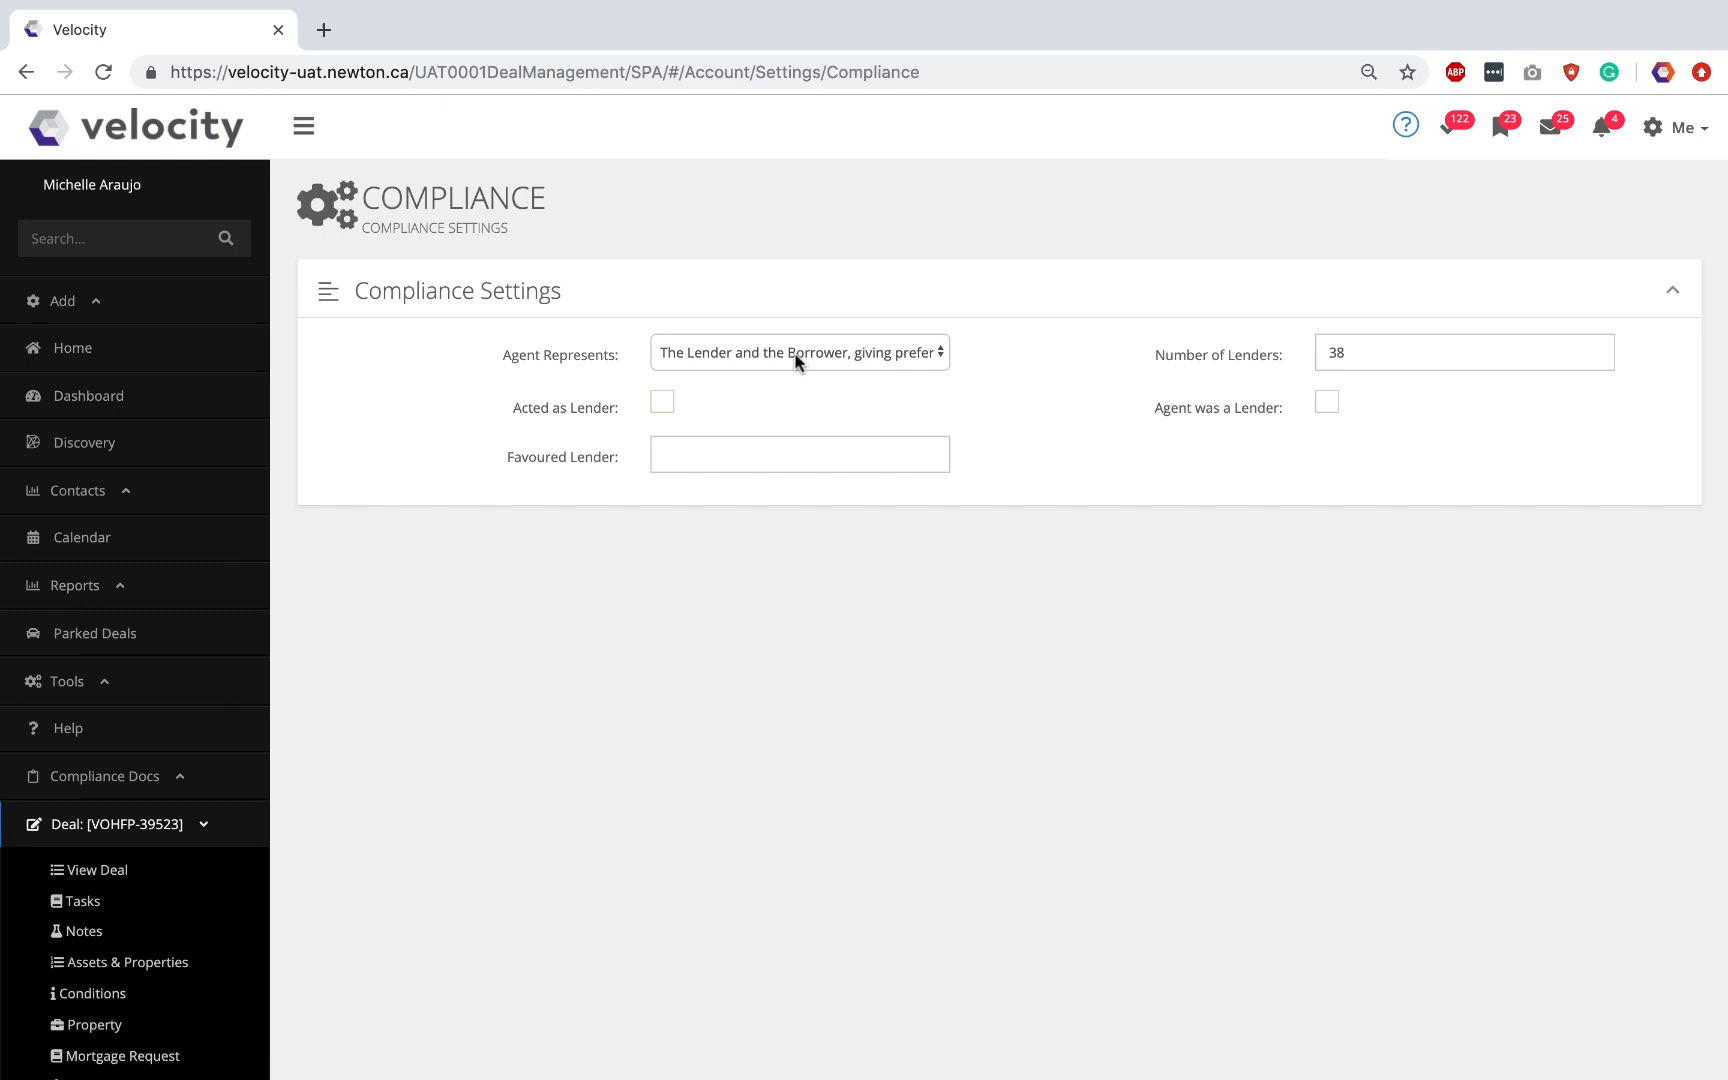 Velocity
https://velocity-uat.newton.ca/UAT0001DealManagement/SPA/#/Account/Settings/Compliance
ABP
velocity
122
23
25
4
Me
Michelle Araujo
Search...
Add
Home
Dashboard
Discovery
Contacts
Calendar
Reports
Parked Deals
Tools
Help
Compliance Docs
Deal: [VOHFP-39523]
View Deal
Tasks
Notes
Assets & Properties
Conditions
Property
Mortgage Request
COMPLIANCE
COMPLIANCE SETTINGS
Compliance Settings
Agent Represents: The Lender and the Borrower, giving prefer
Number of Lenders: 38
Acted as Lender:
Agent was a Lender:
Favoured Lender: